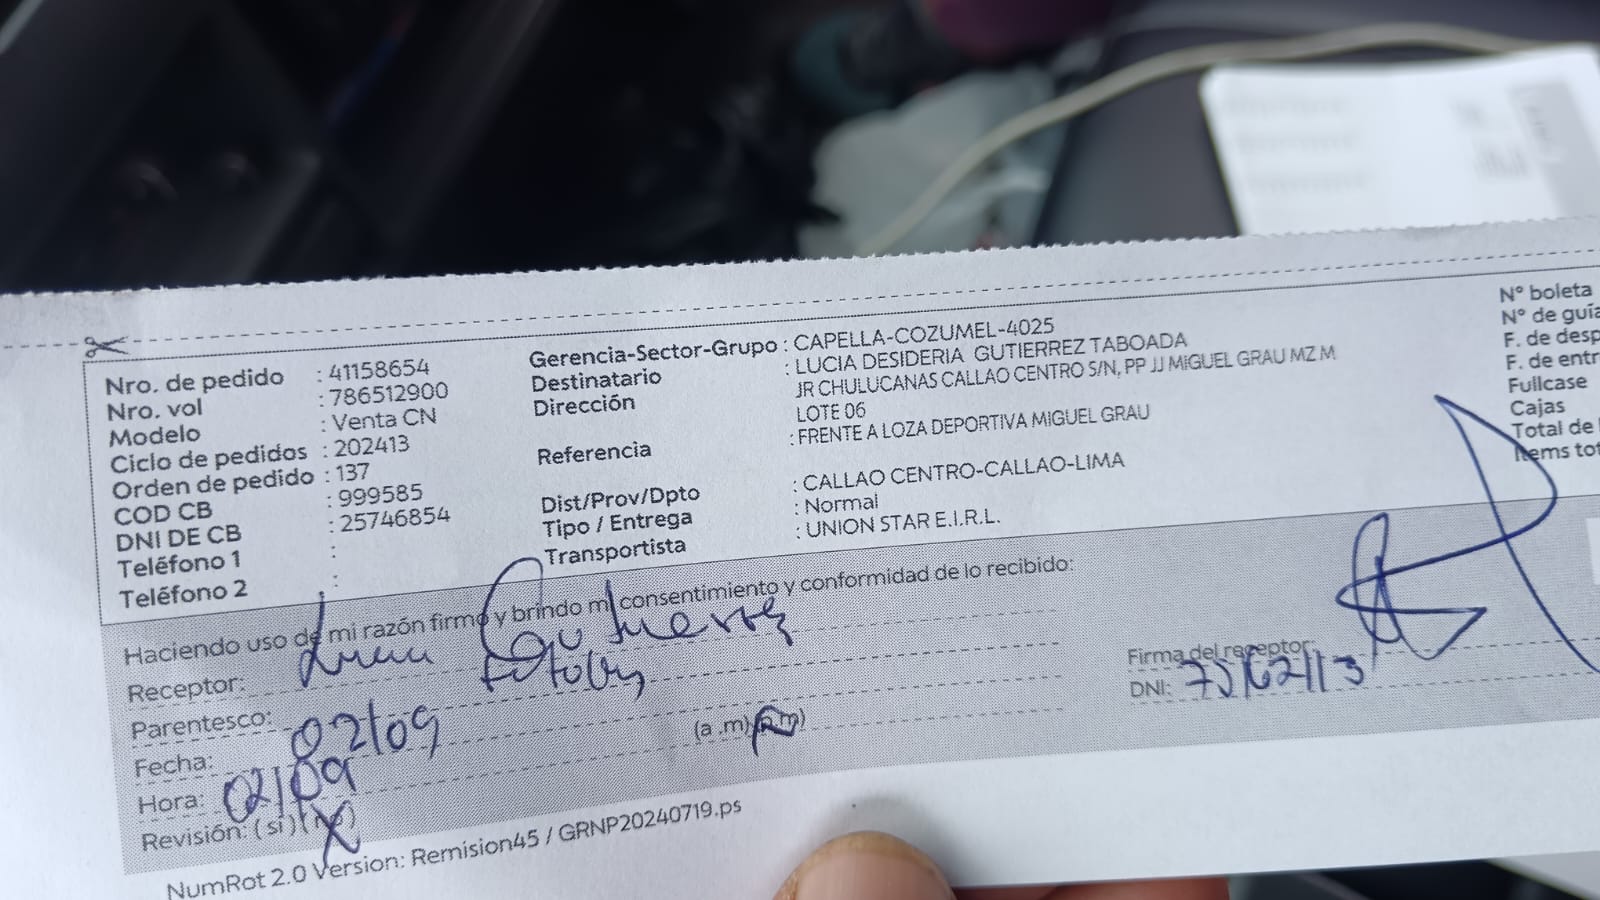 Nro. de pedido : 41158654
Nro. vol : 786512900
Modelo : Venta CN
Ciclo de pedidos : 202413
Orden de pedido : 137
COD CB : 999585
DNI DE CB : 25746854
Teléfono 1 :
Teléfono 2 :
Gerencia-Sector-Grupo : CAPELLA-COZUMEL-4025
Destinatario : LUCIA DESIDERIA GUTIERREZ TABOADA
Dirección JR CHULUCANAS CALLAO CENTRO S/N, PP JJ MIGUEL GRAU MZ M
LOTE 06
Referencia : FRENTE A LOZA DEPORTIVA MIGUEL GRAU
Dist/Prov/Dpto : CALLAO CENTRO-CALLAO-LIMA
Tipo / Entrega : Normal
Transportista : UNION STAR E.I.R.L.
N° boleta
N° de guía
F. de desp
F. de entr
Fullcase
Cajas
Total de
Items tot
Haciendo uso de mi razón firmo y brindo mi consentimiento y conformidad de lo recibido:
Receptor:
Parentesco:
Fecha: 02/09
Hora: 02/09 (a.m) (p.m)
Revisión: (si) (no) X
Firma del receptor:
DNI:
NumRot 2.0 Version: Remision45 / GRNP20240719.ps